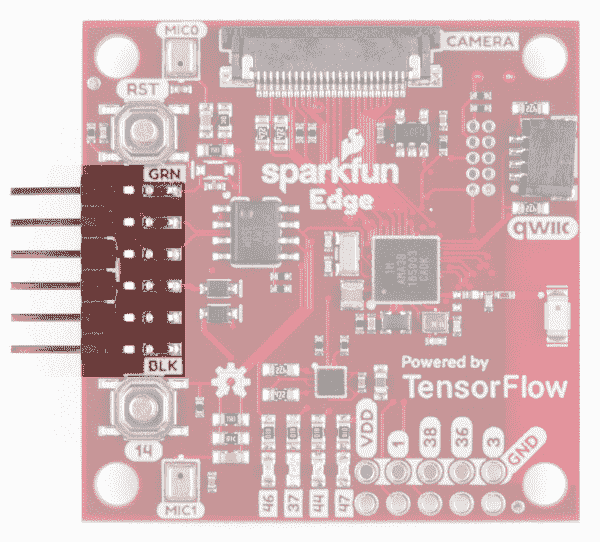 MIC0
CAMERA
RST
GRN
sparkfun
Edge
qwiic
BLK
Powered by
TensorFlow
14
VDD
1
38
36
3
GND
46
37
44
47
MIC1